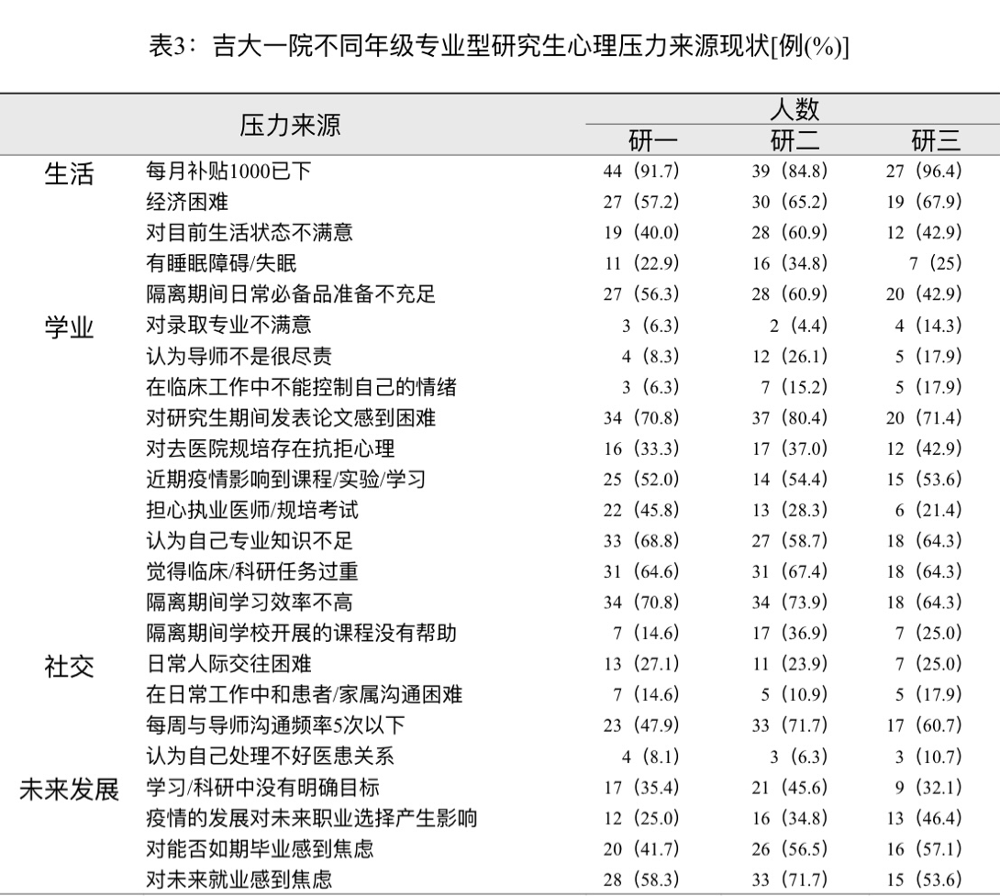 表3：吉大一院不同年级专业型研究生心理压力来源现状[例(%)]
压力来源 人数
研一 研二 研三
生活 每月补贴1000已下 44（91.7） 39（84.8） 27（96.4）
经济困难 27（57.2） 30（65.2） 19（67.9）
对目前生活状态不满意 19（40.0） 28（60.9） 12（42.9）
有睡眠障碍/失眠 11（22.9） 16（34.8） 7（25）
隔离期间日常必备品准备不充足 27（56.3） 28（60.9） 20（42.9）
学业 对录取专业不满意 3（6.3） 2（4.4） 4（14.3）
认为导师不是很尽责 4（8.3） 12（26.1） 5（17.9）
在临床工作中不能控制自己的情绪 3（6.3） 7（15.2） 5（17.9）
对研究生期间发表论文感到困难 34（70.8） 37（80.4） 20（71.4）
对去医院规培存在抗拒心理 16（33.3） 17（37.0） 12（42.9）
近期疫情影响到课程/实验/学习 25（52.0） 14（54.4） 15（53.6）
担心执业医师/规培考试 22（45.8） 13（28.3） 6（21.4）
认为自己专业知识不足 33（68.8） 27（58.7） 18（64.3）
觉得临床/科研任务过重 31（64.6） 31（67.4） 18（64.3）
隔离期间学习效率不高 34（70.8） 34（73.9） 18（64.3）
隔离期间学校开展的课程没有帮助 7（14.6） 17（36.9） 7（25.0）
社交 日常人际交往困难 13（27.1） 11（23.9） 7（25.0）
在日常工作中和患者/家属沟通困难 7（14.6） 5（10.9） 5（17.9）
每周与导师沟通频率5次以下 23（47.9） 33（71.7） 17（60.7）
认为自己处理不好医患关系 4（8.1） 3（6.3） 3（10.7）
未来发展 学习/科研中没有明确目标 17（35.4） 21（45.6） 9（32.1）
疫情的发展对未来职业选择产生影响 12（25.0） 16（34.8） 13（46.4）
对能否如期毕业感到焦虑 20（41.7） 26（56.5） 16（57.1）
对未来就业感到焦虑 28（58.3） 33（71.7） 15（53.6）